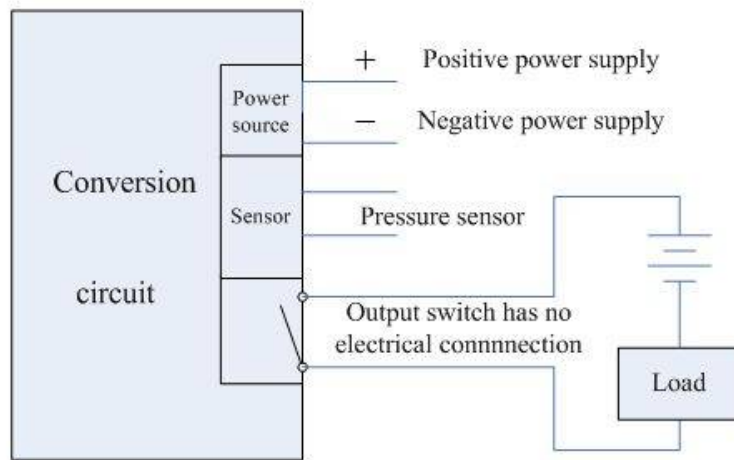 + Positive power supply
Power
source
− Negative power supply
Conversion
Sensor
Pressure sensor
circuit
Output switch has no
electrical connnnection
Load